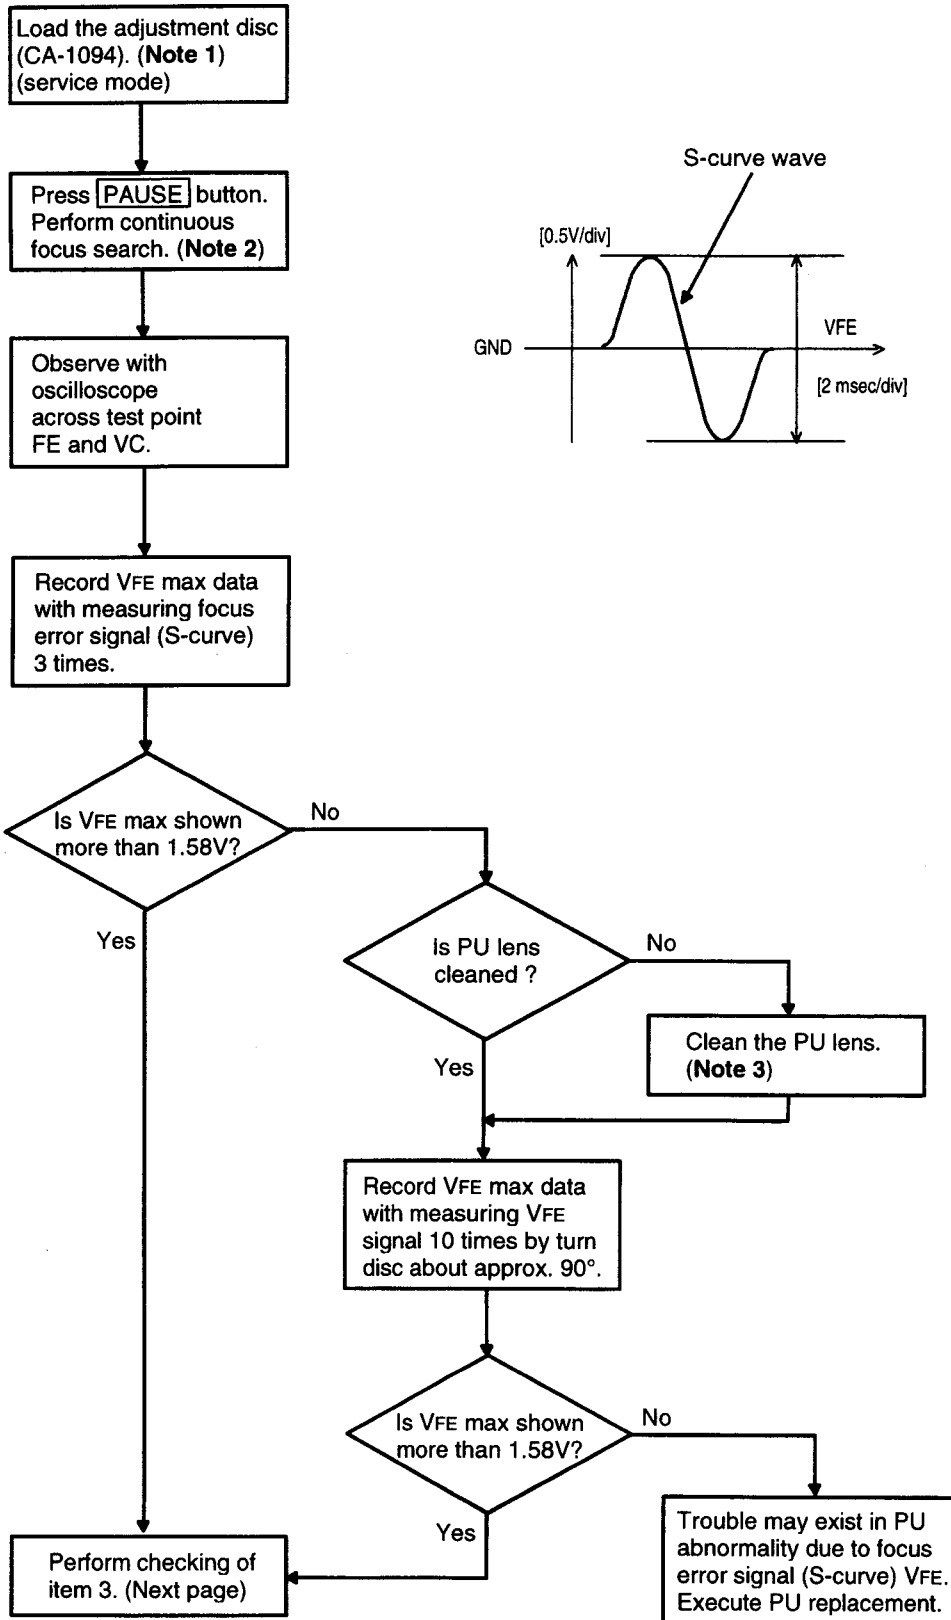 Load the adjustment disc
(CA-1094). (Note 1)
(service mode)
Press PAUSE button.
Perform continuous
focus search. (Note 2)
S-curve wave
[0.5V/div]
GND
VFE
[2 msec/div]
Observe with
oscilloscope
across test point
FE and VC.
Record VFE max data
with measuring focus
error signal (S-curve)
3 times.
Is VFE max shown
more than 1.58V?
No
Yes
Is PU lens
cleaned ?
No
Yes
Clean the PU lens.
(Note 3)
Record VFE max data
with measuring VFE
signal 10 times by turn
disc about approx. 90°.
Is VFE max shown
more than 1.58V?
No
Yes
Perform checking of
item 3. (Next page)
Trouble may exist in PU
abnormality due to focus
error signal (S-curve) VFE.
Execute PU replacement.